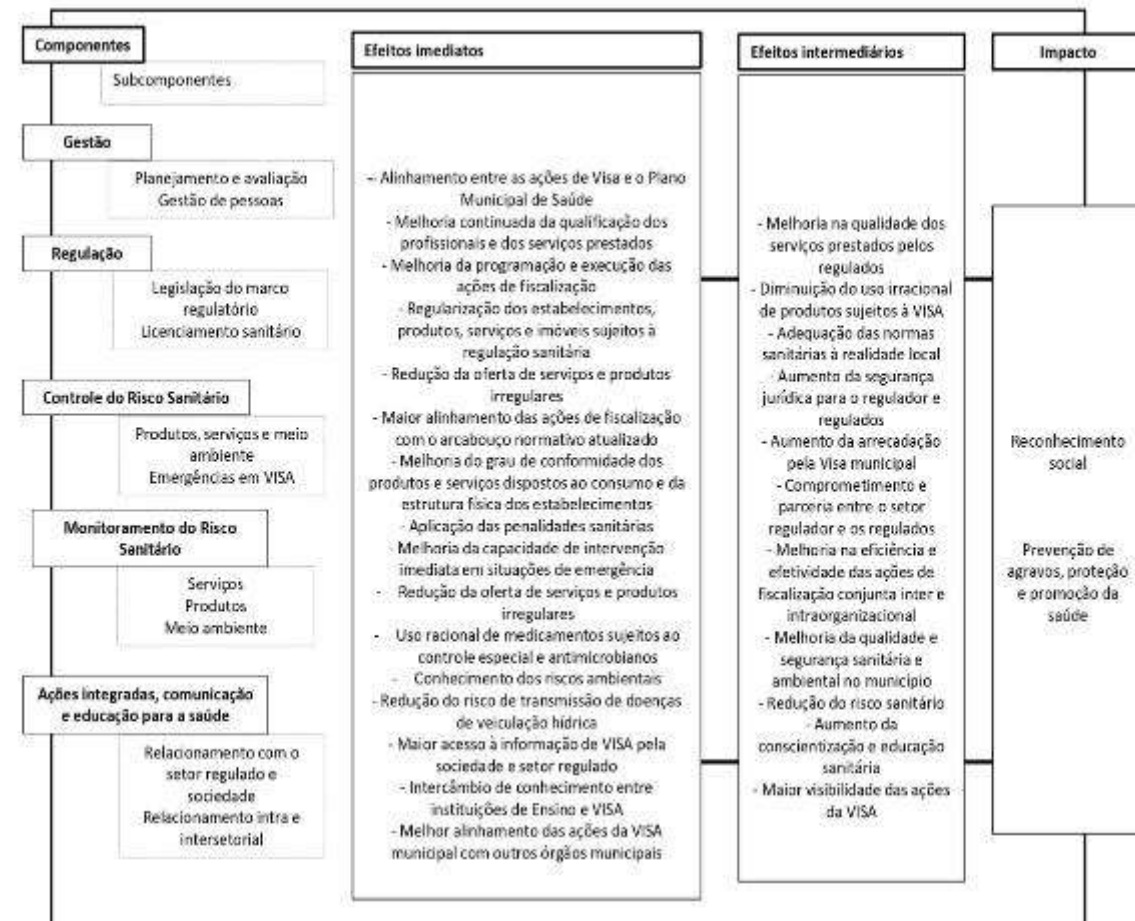 Componentes
Subcomponentes
Gestão
Planejamento e avaliação
Gestão de pessoas
Regulação
Legislação do marco
regulatório
Licenciamento sanitário
Controle do Risco Sanitário
Produtos, serviços e meio
ambiente
Emergências em VISA
Monitoramento do Risco
Sanitário
Serviços
Produtos
Meio ambiente
Ações integradas, comunicação
e educação para a saúde
Relacionamento com o
setor regulado e
sociedade
Relacionamento intra e
intersetorial
Efeitos imediatos
- Alinhamento entre as ações de Visa e o Plano
Municipal de Saúde
- Melhoria continuada da qualificação dos
profissionais e dos serviços prestados
- Melhoria da programação e execução das
ações de fiscalização
- Regularização dos estabelecimentos,
produtos, serviços e imóveis sujeitos à
regulação sanitária
- Redução da oferta de serviços e produtos
irregulares
- Maior alinhamento das ações de fiscalização
com o arcabouço normativo atualizado
- Melhoria do grau de conformidade dos
produtos e serviços dispostos ao consumo e da
estrutura física dos estabelecimentos
- Aplicação das penalidades sanitárias
- Melhoria da capacidade de intervenção
imediata em situações de emergência
- Redução da oferta de serviços e produtos
irregulares
- Uso racional de medicamentos sujeitos ao
controle especial e antimicrobianos
- Conhecimento dos riscos ambientais
- Redução do risco de transmissão de doenças
de veiculação hídrica
- Maior acesso à informação de VISA pela
sociedade e setor regulado
- Intercâmbio de conhecimento entre
instituições de Ensino e VISA
- Melhor alinhamento das ações da VISA
municipal com outros órgãos municipais
Efeitos intermediários
- Melhoria na qualidade dos
serviços prestados pelos
regulados
- Diminuição do uso irracional
de produtos sujeitos à VISA
- Adequação das normas
sanitárias à realidade local
- Aumento da segurança
jurídica para o regulador e
regulados
- Aumento da arrecadação
pela Visa municipal
- Comprometimento e
parceria entre o setor
regulador e os regulados
- Melhoria na eficiência e
efetividade das ações de
fiscalização conjunta inter e
intraorganizacional
- Melhoria da qualidade e
segurança sanitária e
ambiental no município
- Redução do risco sanitário
- Aumento da
conscientização e educação
sanitária
- Maior visibilidade das ações
da VISA
Impacto
Reconhecimento
social
Prevenção de
agravos, proteção
e promoção da
saúde